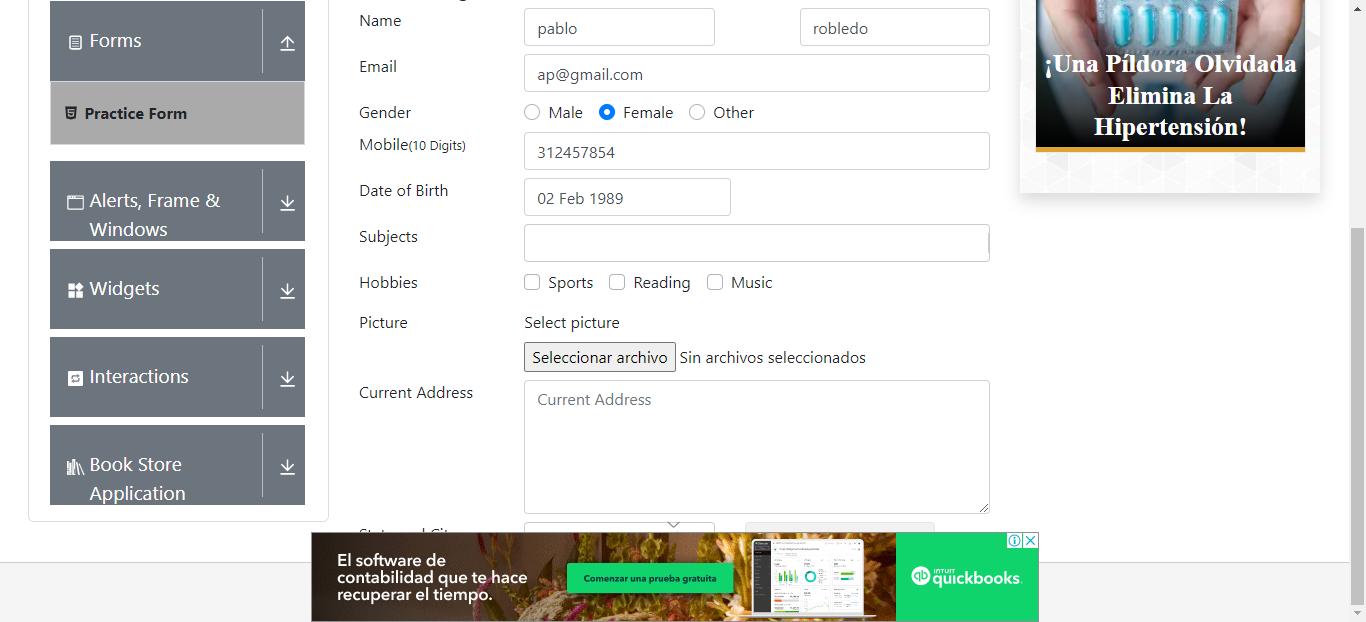 Forms
Practice Form
Alerts, Frame &
Windows
Widgets
Interactions
Book Store
Application
Name
pablo
robledo
Email
ap@gmail.com
Gender
Male
Female
Other
Mobile(10 Digits)
312457854
Date of Birth
02 Feb 1989
Subjects
Hobbies
Sports
Reading
Music
Picture
Select picture
Seleccionar archivo Sin archivos seleccionados
Current Address
Current Address
¡Una Píldora Olvidada
Elimina La
Hipertensión!
El software de
contabilidad que te hace
recuperar el tiempo.
Comenzar una prueba gratuita
INTUIT
quickbooks.